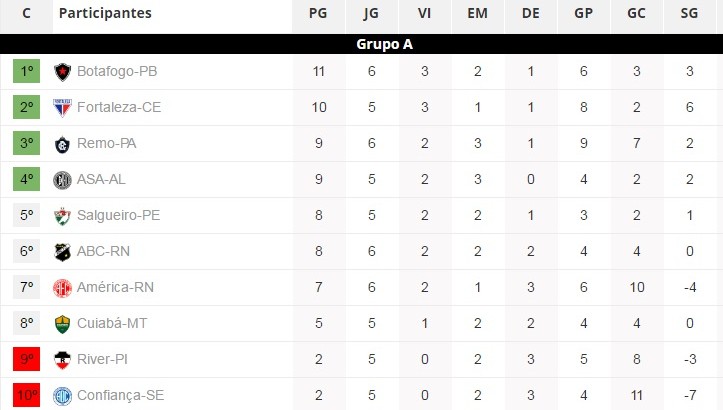 C Participantes PG JG VI EM DE GP GC SG
Grupo A
1º Botafogo-PB 11 6 3 2 1 6 3 3
2º Fortaleza-CE 10 5 3 1 1 8 2 6
3º Remo-PA 9 6 2 3 1 9 7 2
4º ASA-AL 9 5 2 3 0 4 2 2
5º Salgueiro-PE 8 5 2 2 1 3 2 1
6º ABC-RN 8 6 2 2 2 4 4 0
7º América-RN 7 6 2 1 3 6 10 -4
8º Cuiabá-MT 5 5 1 2 2 4 4 0
9º River-PI 2 5 0 2 3 5 8 -3
10º Confiança-SE 2 5 0 2 3 4 11 -7